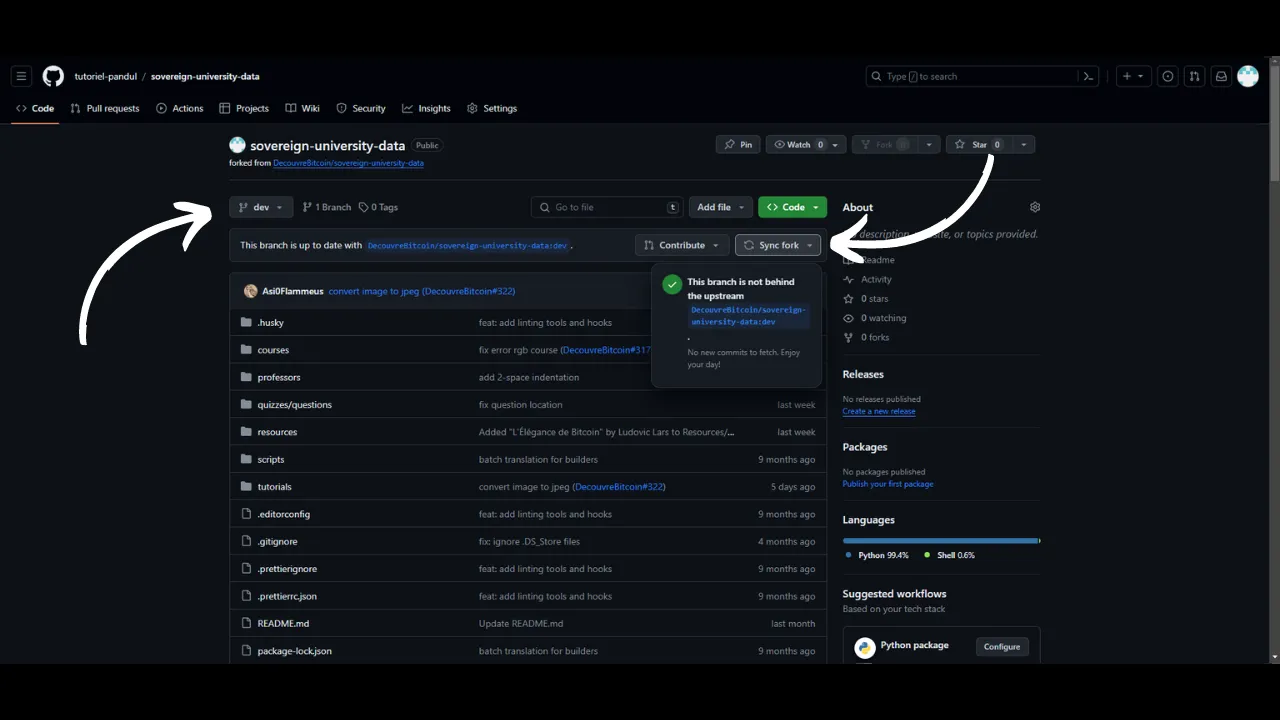 tutoriel-pandul / sovereign-university-data
Type / to search
Code Pull requests Actions Projects Wiki Security Insights Settings
sovereign-university-data Public
Pin Watch 0 Fork Star 0
forked from DecouvreBitcoin/sovereign-university-data
dev 1 Branch 0 Tags
Go to file t Add file Code
This branch is up to date with DecouvreBitcoin/sovereign-university-data:dev .
Contribute Sync fork
This branch is not behind
the upstream
DecouvreBitcoin/sovereign-
university-data:dev
.
No new commits to fetch. Enjoy
your day!
Asi0Flammeus convert image to jpeg (DecouvreBitcoin#322)
.husky feat: add linting tools and hooks
courses fix error rgb course (DecouvreBitcoin#317
professors add 2-space indentation
quizzes/questions fix question location last week
resources Added "L'Élégance de Bitcoin" by Ludovic Lars to Resources/... last week
scripts batch translation for builders 9 months ago
tutorials convert image to jpeg (DecouvreBitcoin#322) 5 days ago
.editorconfig feat: add linting tools and hooks 9 months ago
.gitignore fix: ignore .DS_Store files 4 months ago
.prettierignore feat: add linting tools and hooks 9 months ago
.prettierrc.json feat: add linting tools and hooks 9 months ago
README.md Update README.md last month
package-lock.json batch translation for builders 9 months ago
About
description, or topics provided.
Readme
Activity
0 stars
0 watching
0 forks
Releases
No releases published
Create a new release
Packages
No packages published
Publish your first package
Languages
Python 99.4% Shell 0.6%
Suggested workflows
Based on your tech stack
Python package Configure